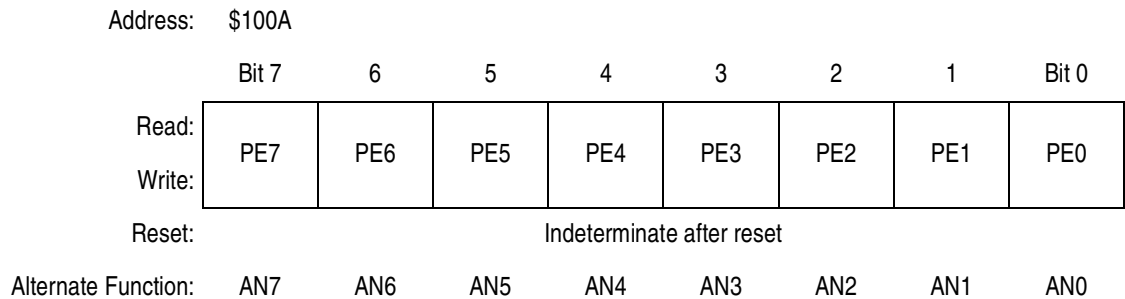 Address: $100A
Bit 7 6 5 4 3 2 1 Bit 0
Read:
PE7 PE6 PE5 PE4 PE3 PE2 PE1 PE0
Write:
Reset: Indeterminate after reset
Alternate Function: AN7 AN6 AN5 AN4 AN3 AN2 AN1 AN0